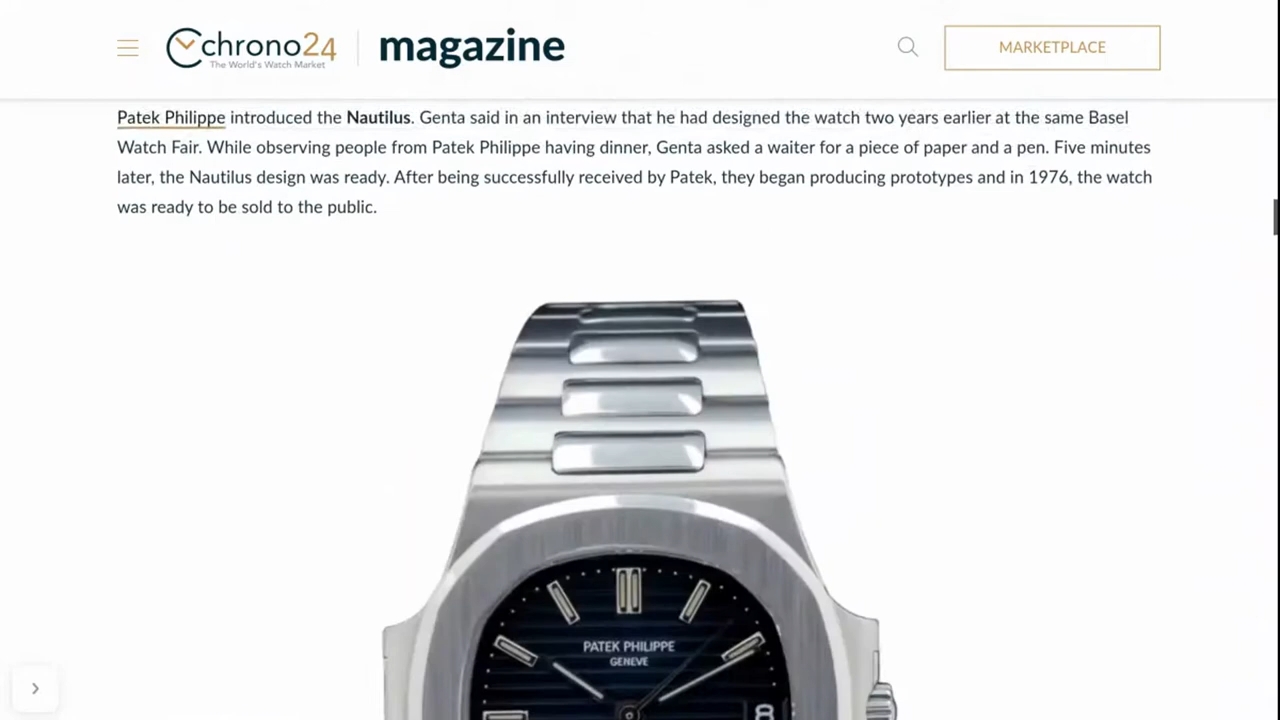 chrono24
The World's Watch Market
magazine
MARKETPLACE
Patek Philippe introduced the Nautilus. Genta said in an interview that he had designed the watch two years earlier at the same Basel
Watch Fair. While observing people from Patek Philippe having dinner, Genta asked a waiter for a piece of paper and a pen. Five minutes
later, the Nautilus design was ready. After being successfully received by Patek, they began producing prototypes and in 1976, the watch
was ready to be sold to the public.
PATEK PHILIPPE
GENEVE
8